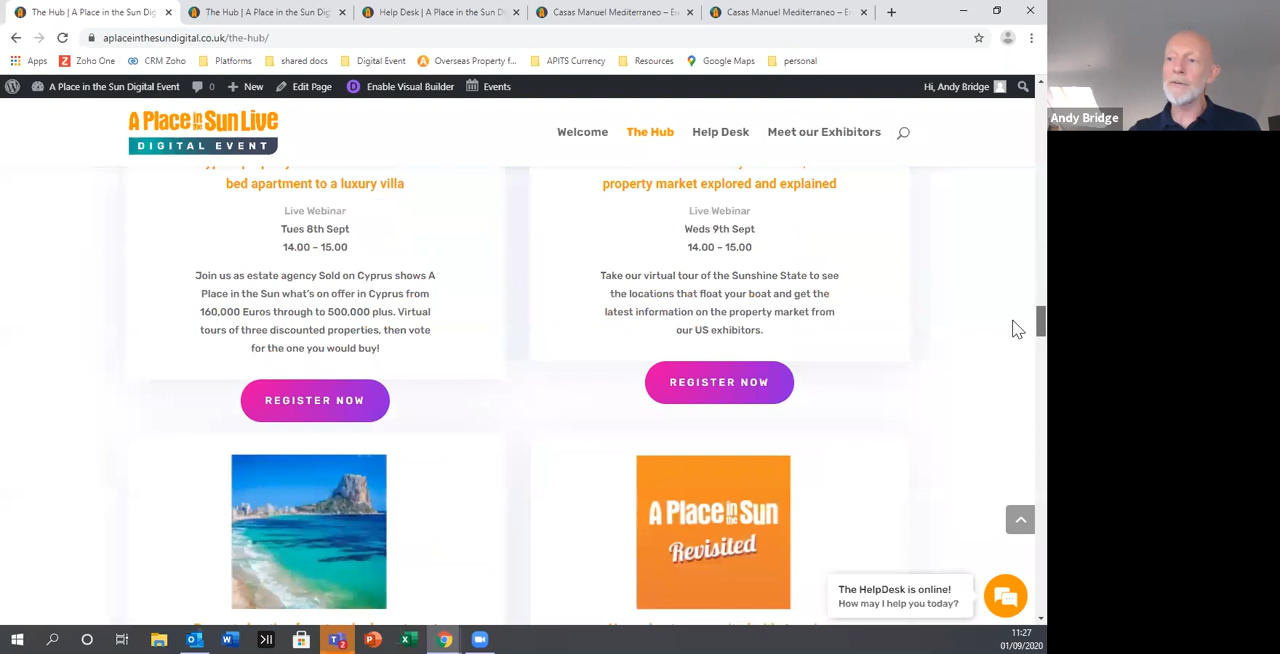 The Hub | A Place in the Sun Dig
The Hub | A Place in the Sun Dig
Help Desk | A Place in the Sun D
Casas Manuel Mediterraneo – En
Casas Manuel Mediterraneo – En
aplaceinthesundigital.co.uk/the-hub/
Apps
Zoho One
CRM Zoho
Platforms
shared docs
Digital Event
Overseas Property f...
APITS Currency
Resources
Google Maps
personal
A Place in the Sun Digital Event
0
New
Edit Page
Enable Visual Builder
Events
Hi, Andy Bridge
A Place in the Sun Live
DIGITAL EVENT
Welcome
The Hub
Help Desk
Meet our Exhibitors
Andy Bridge
bed apartment to a luxury villa
Live Webinar
Tues 8th Sept
14.00 – 15.00
Join us as estate agency Sold on Cyprus shows A
Place in the Sun what's on offer in Cyprus from
160,000 Euros through to 500,000 plus. Virtual
tours of three discounted properties, then vote
for the one you would buy!
REGISTER NOW
property market explored and explained
Live Webinar
Weds 9th Sept
14.00 – 15.00
Take our virtual tour of the Sunshine State to see
the locations that float your boat and get the
latest information on the property market from
our US exhibitors.
REGISTER NOW
A Place in the Sun
Revisited
The HelpDesk is online!
How may I help you today?
11:27
01/09/2020